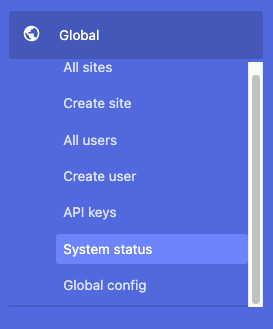 Global
All sites
Create site
All users
Create user
API keys
System status
Global config